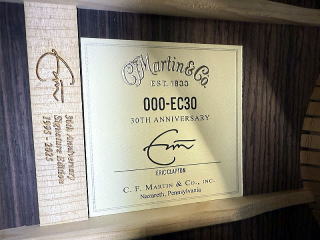 C.F. Martin & Co.
EST. 1833
000-EC30
30TH ANNIVERSARY
ERIC CLAPTON
C. F. MARTIN & CO., INC.
Nazareth, Pennsylvania
30th Anniversary
Signature Edition
1995 - 2025